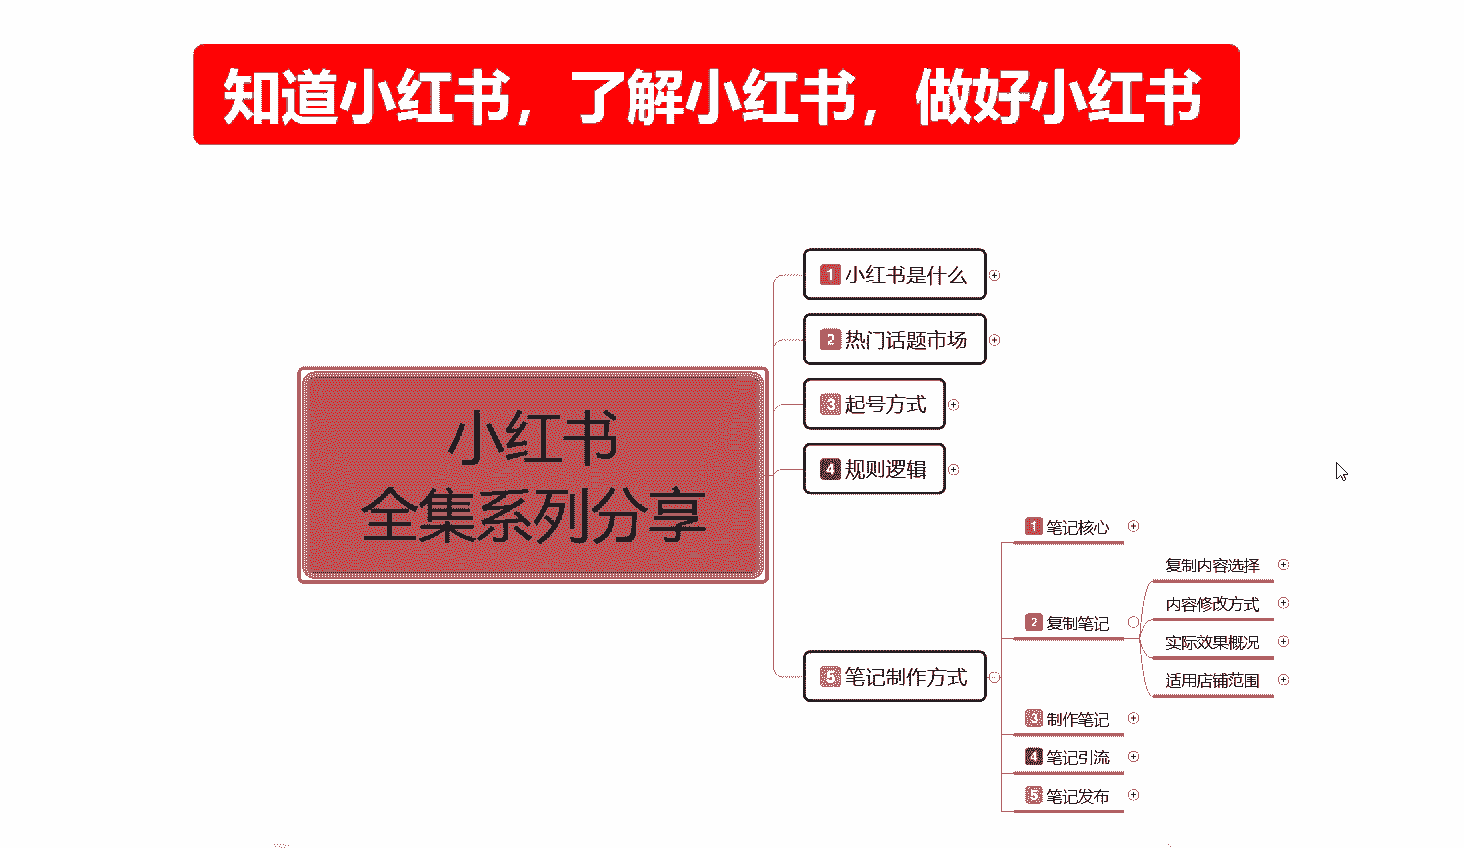 知道小红书，了解小红书，做好小红书
小红书
全集系列分享
1 小红书是什么
2 热门话题市场
3 起号方式
4 规则逻辑
5 笔记制作方式
1 笔记核心
2 复制笔记
复制内容选择
内容修改方式
实际效果概况
适用店铺范围
3 制作笔记
4 笔记引流
5 笔记发布